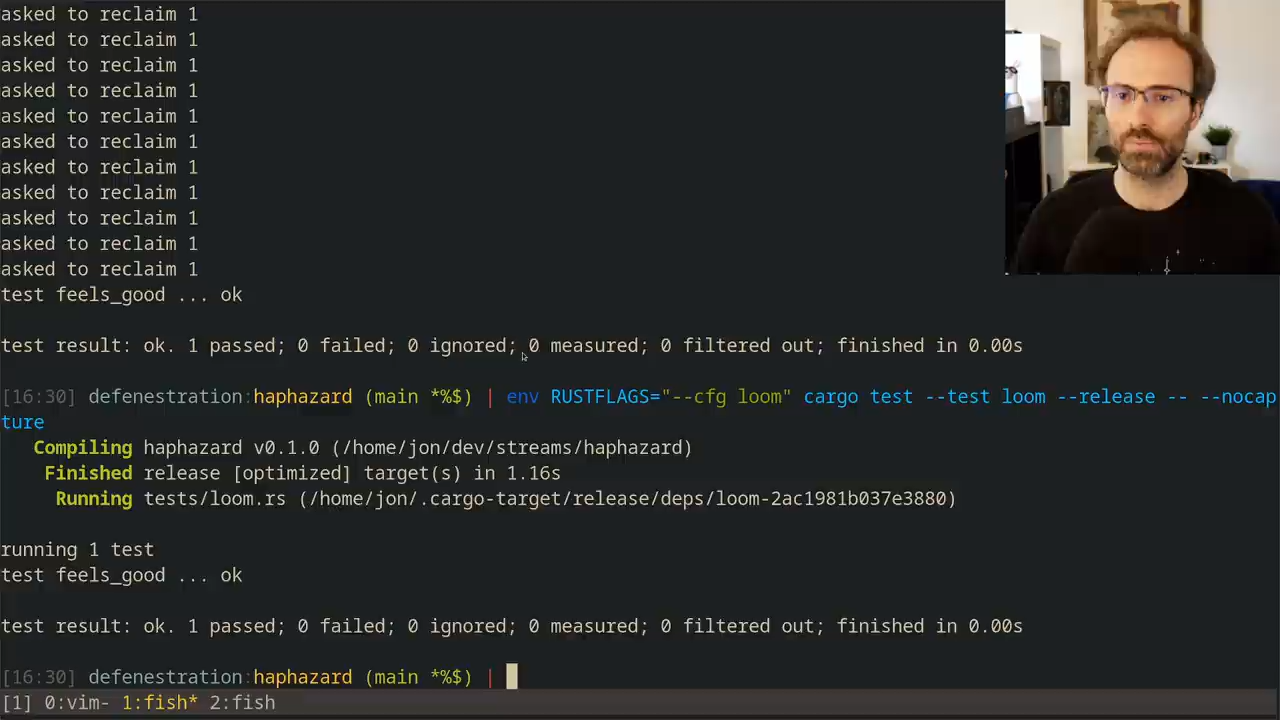 asked to reclaim 1
asked to reclaim 1
asked to reclaim 1
asked to reclaim 1
asked to reclaim 1
asked to reclaim 1
asked to reclaim 1
asked to reclaim 1
asked to reclaim 1
asked to reclaim 1
asked to reclaim 1
test feels_good ... ok
test result: ok. 1 passed; 0 failed; 0 ignored; 0 measured; 0 filtered out; finished in 0.00s
[16:30] defenestration:haphazard (main *%$) | env RUSTFLAGS="--cfg loom" cargo test --test loom --release -- --nocap
ture
Compiling haphazard v0.1.0 (/home/jon/dev/streams/haphazard)
Finished release [optimized] target(s) in 1.16s
Running tests/loom.rs (/home/jon/.cargo-target/release/deps/loom-2ac1981b037e3880)
running 1 test
test feels_good ... ok
test result: ok. 1 passed; 0 failed; 0 ignored; 0 measured; 0 filtered out; finished in 0.00s
[16:30] defenestration:haphazard (main *%$) |
[1] 0:vim- 1:fish* 2:fish